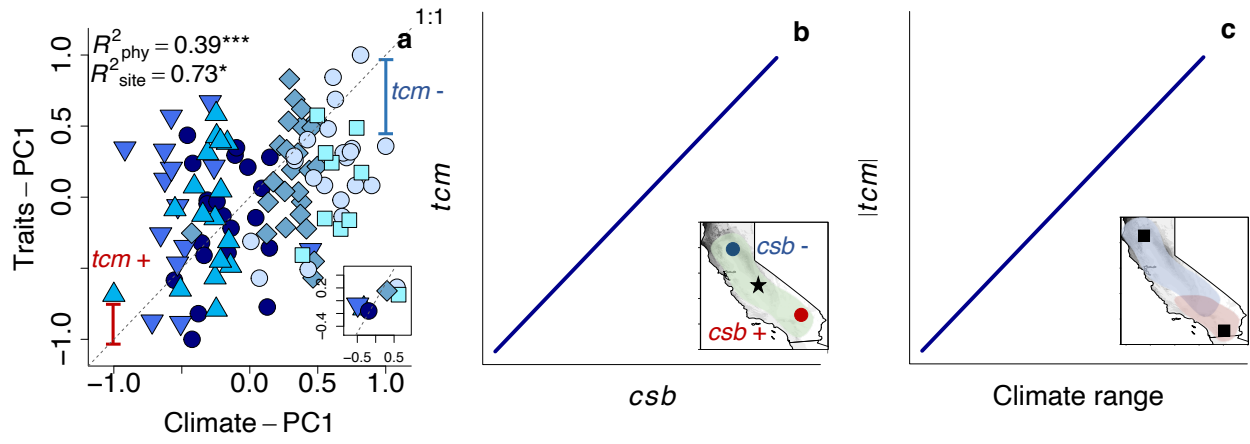 1:1
a
R²phy = 0.39***
R²site = 0.73*
tcm -
tcm +
Traits – PC1
1.0
0.5
0.0
−1.0
−1.0
0.0
0.5
1.0
Climate – PC1
0.2
−0.4
−0.5
0.5
b
tcm
csb -
csb +
csb
c
|tcm|
Climate range